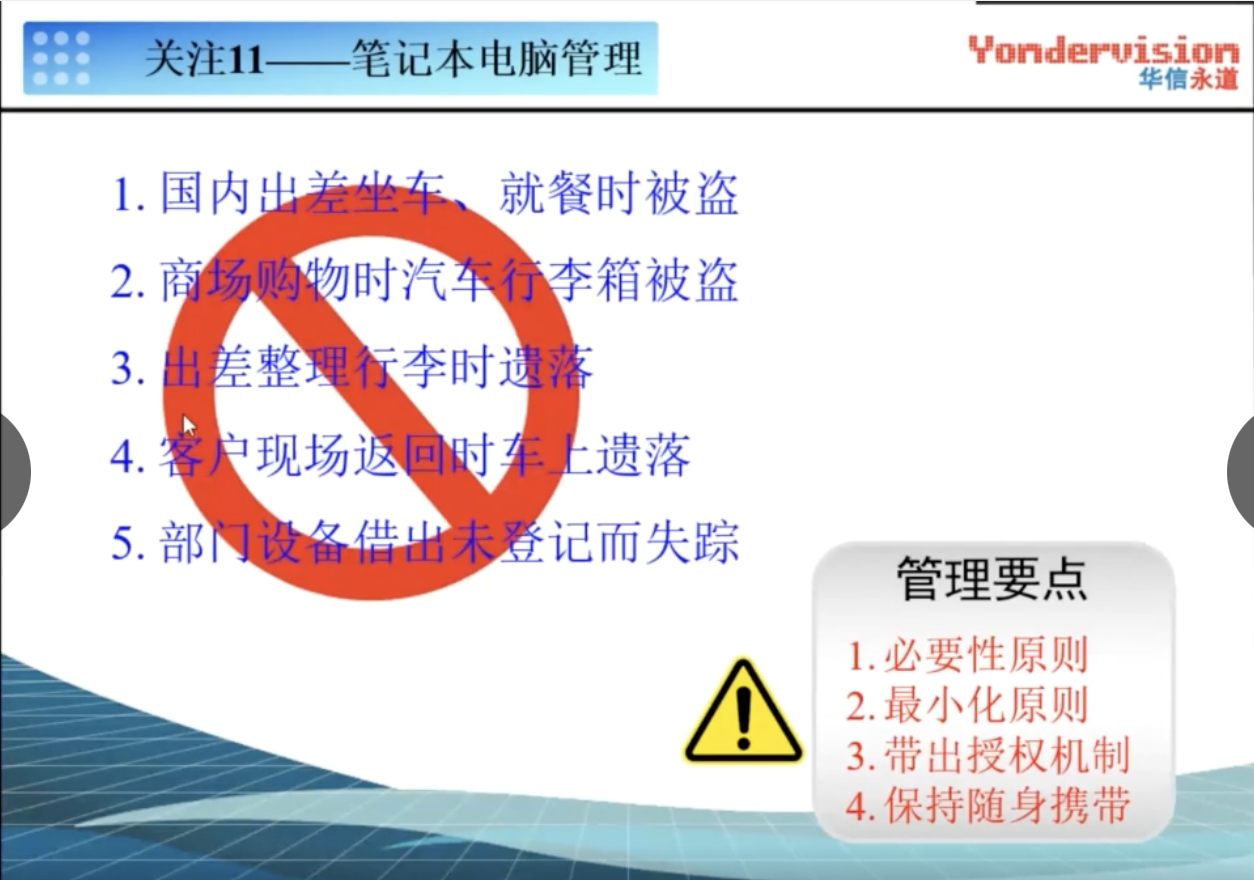 关注11——笔记本电脑管理
Yondervision
华信永道
1. 国内出差坐车、就餐时被盗
2. 商场购物时汽车行李箱被盗
3. 出差整理行李时遗落
4. 客户现场返回时车上遗落
5. 部门设备借出未登记而失踪
管理要点
1. 必要性原则
2. 最小化原则
3. 带出授权机制
4. 保持随身携带